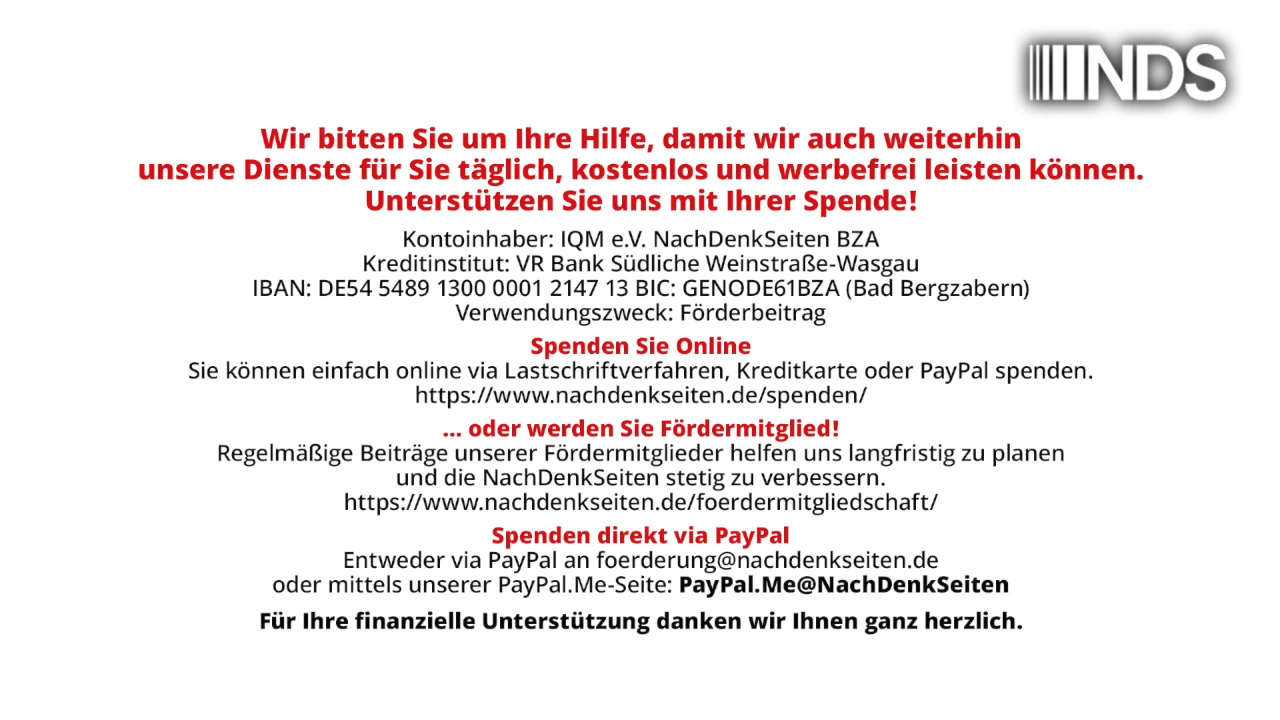 NDS
Wir bitten Sie um Ihre Hilfe, damit wir auch weiterhin
unsere Dienste für Sie täglich, kostenlos und werbefrei leisten können.
Unterstützen Sie uns mit Ihrer Spende!
Kontoinhaber: IQM e.V. NachDenkSeiten BZA
Kreditinstitut: VR Bank Südliche Weinstraße-Wasgau
IBAN: DE54 5489 1300 0001 2147 13 BIC: GENODE61BZA (Bad Bergzabern)
Verwendungszweck: Förderbeitrag
Spenden Sie Online
Sie können einfach online via Lastschriftverfahren, Kreditkarte oder PayPal spenden.
https://www.nachdenkseiten.de/spenden/
... oder werden Sie Fördermitglied!
Regelmäßige Beiträge unserer Fördermitglieder helfen uns langfristig zu planen
und die NachDenkSeiten stetig zu verbessern.
https://www.nachdenkseiten.de/foerdermitgliedschaft/
Spenden direkt via PayPal
Entweder via PayPal an foerderung@nachdenkseiten.de
oder mittels unserer PayPal.Me-Seite: PayPal.Me@NachDenkSeiten
Für Ihre finanzielle Unterstützung danken wir Ihnen ganz herzlich.